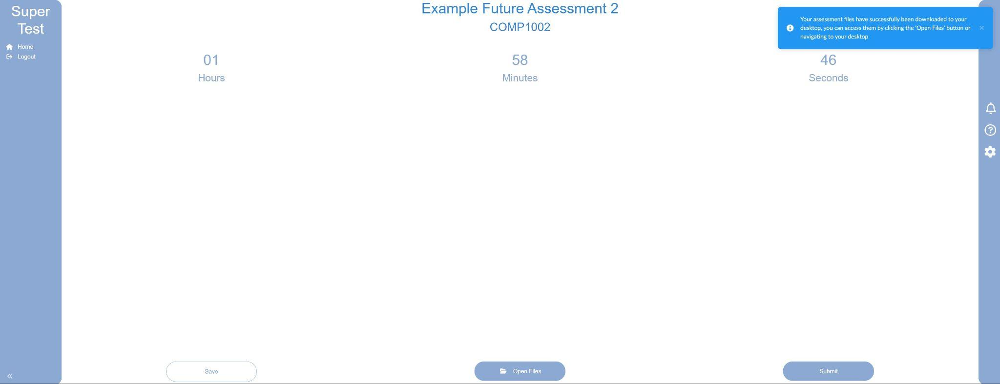 Super
Test
Home
Logout
Example Future Assessment 2
COMP1002
Your assessment files have successfully been downloaded to your
desktop, you can access them by clicking the 'Open Files' button or
navigating to your desktop
01
Hours
58
Minutes
46
Seconds
Save
Open Files
Submit